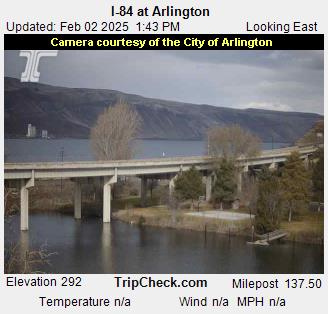 I-84 at Arlington
Updated: Feb 02 2025 1:43 PM Looking East
Camera courtesy of the City of Arlington
Elevation 292 TripCheck.com Milepost 137.50
Temperature n/a Wind n/a MPH n/a